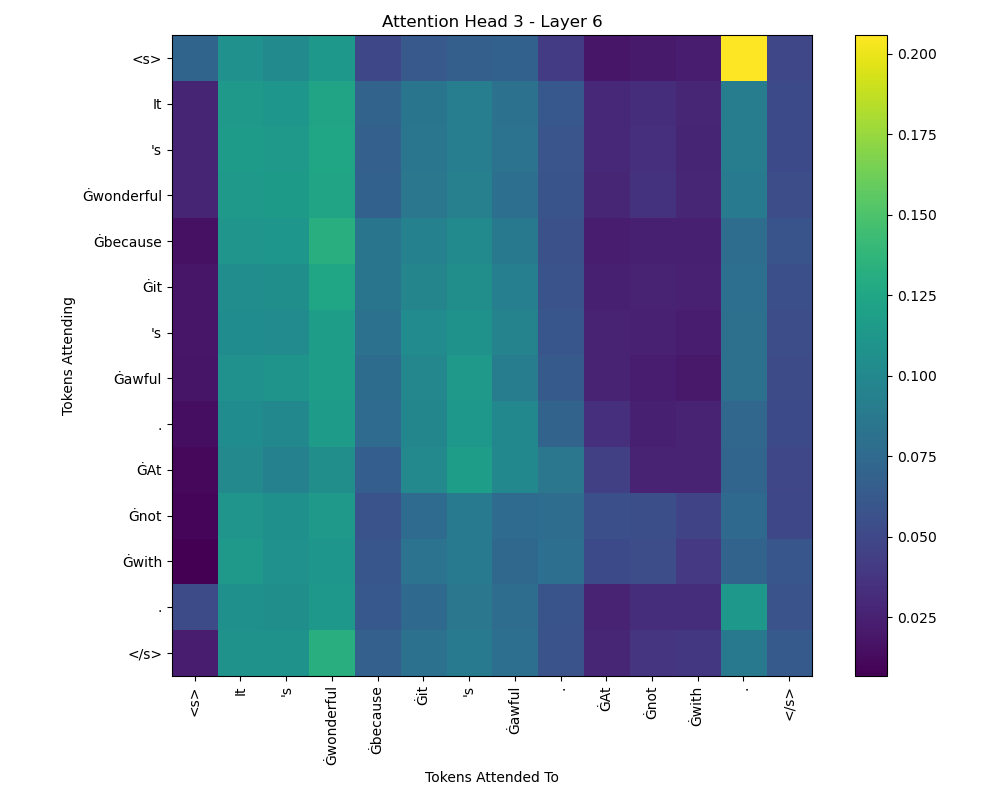 Attention Head 3 - Layer 6
Tokens Attending
<s>
It
's
Ġwonderful
Ġbecause
Ġit
's
Ġawful
.
ĠAt
Ġnot
Ġwith
.
</s>
<s>
It
's
Ġwonderful
Ġbecause
Ġit
's
Ġawful
.
ĠAt
Ġnot
Ġwith
.
</s>
Tokens Attended To
0.200
0.175
0.150
0.125
0.100
0.075
0.050
0.025